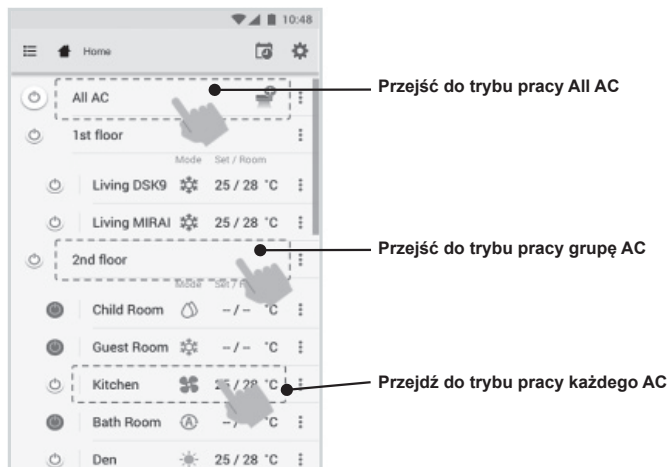 10:48
Home
All AC
Przejść do trybu pracy All AC
1st floor
Mode Set / Room
Living DSK9 25 / 28 °C
Living MIRAI 25 / 28 °C
2nd floor
Przejść do trybu pracy grupę AC
Mode Set /
Child Room - / - °C
Guest Room - / - °C
Kitchen 25 / 28 °C
Przejdź do trybu pracy każdego AC
Bath Room A - / °C
Den 25 / 28 °C